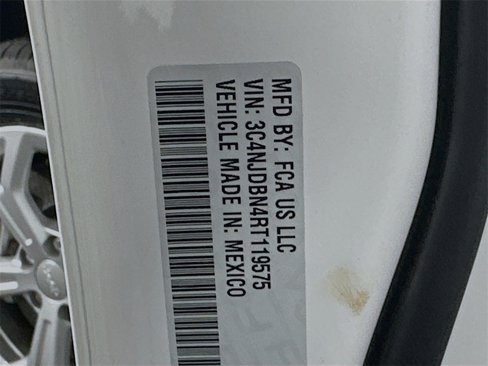 MFD BY: FCA US LLC
VIN: 3C4NJDBN4RT119575
VEHICLE MADE IN: MEXICO